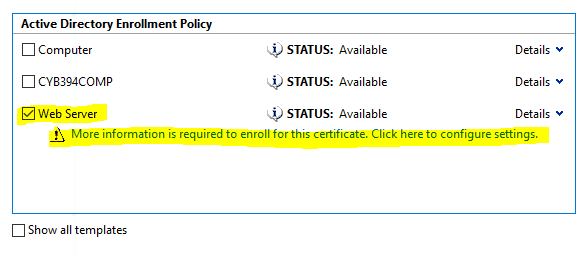 Active Directory Enrollment Policy
Computer STATUS: Available Details
CYB394COMP STATUS: Available Details
Web Server STATUS: Available Details
More information is required to enroll for this certificate. Click here to configure settings.
Show all templates